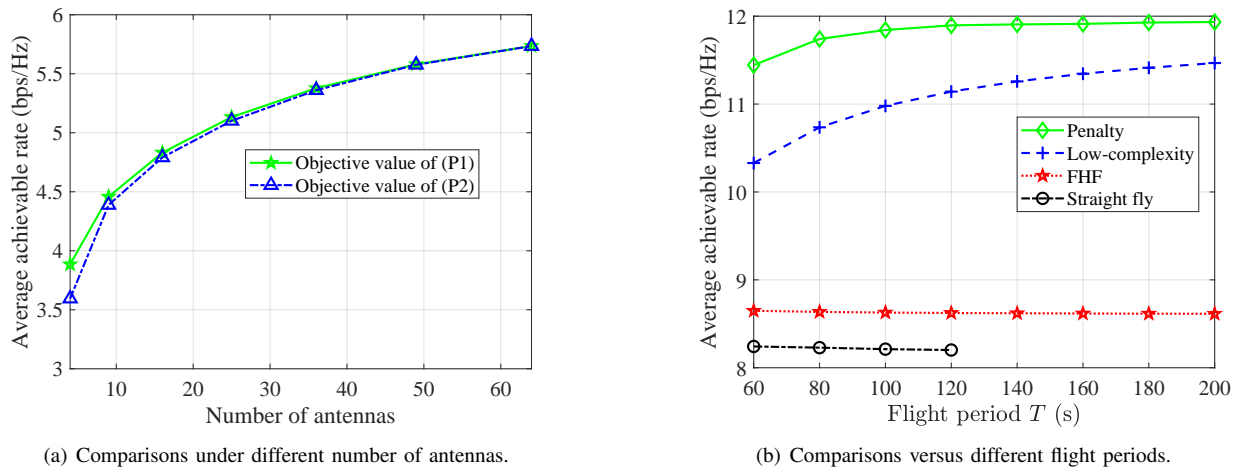 6
5.5
5
4.5
4
3.5
3
Average achievable rate (bps/Hz)
Objective value of (P1)
Objective value of (P2)
10 20 30 40 50 60
Number of antennas
(a) Comparisons under different number of antennas.
12
11
10
9
8
Average achievable rate (bps/Hz)
Penalty
Low-complexity
FHF
Straight fly
60 80 100 120 140 160 180 200
Flight period T (s)
(b) Comparisons versus different flight periods.